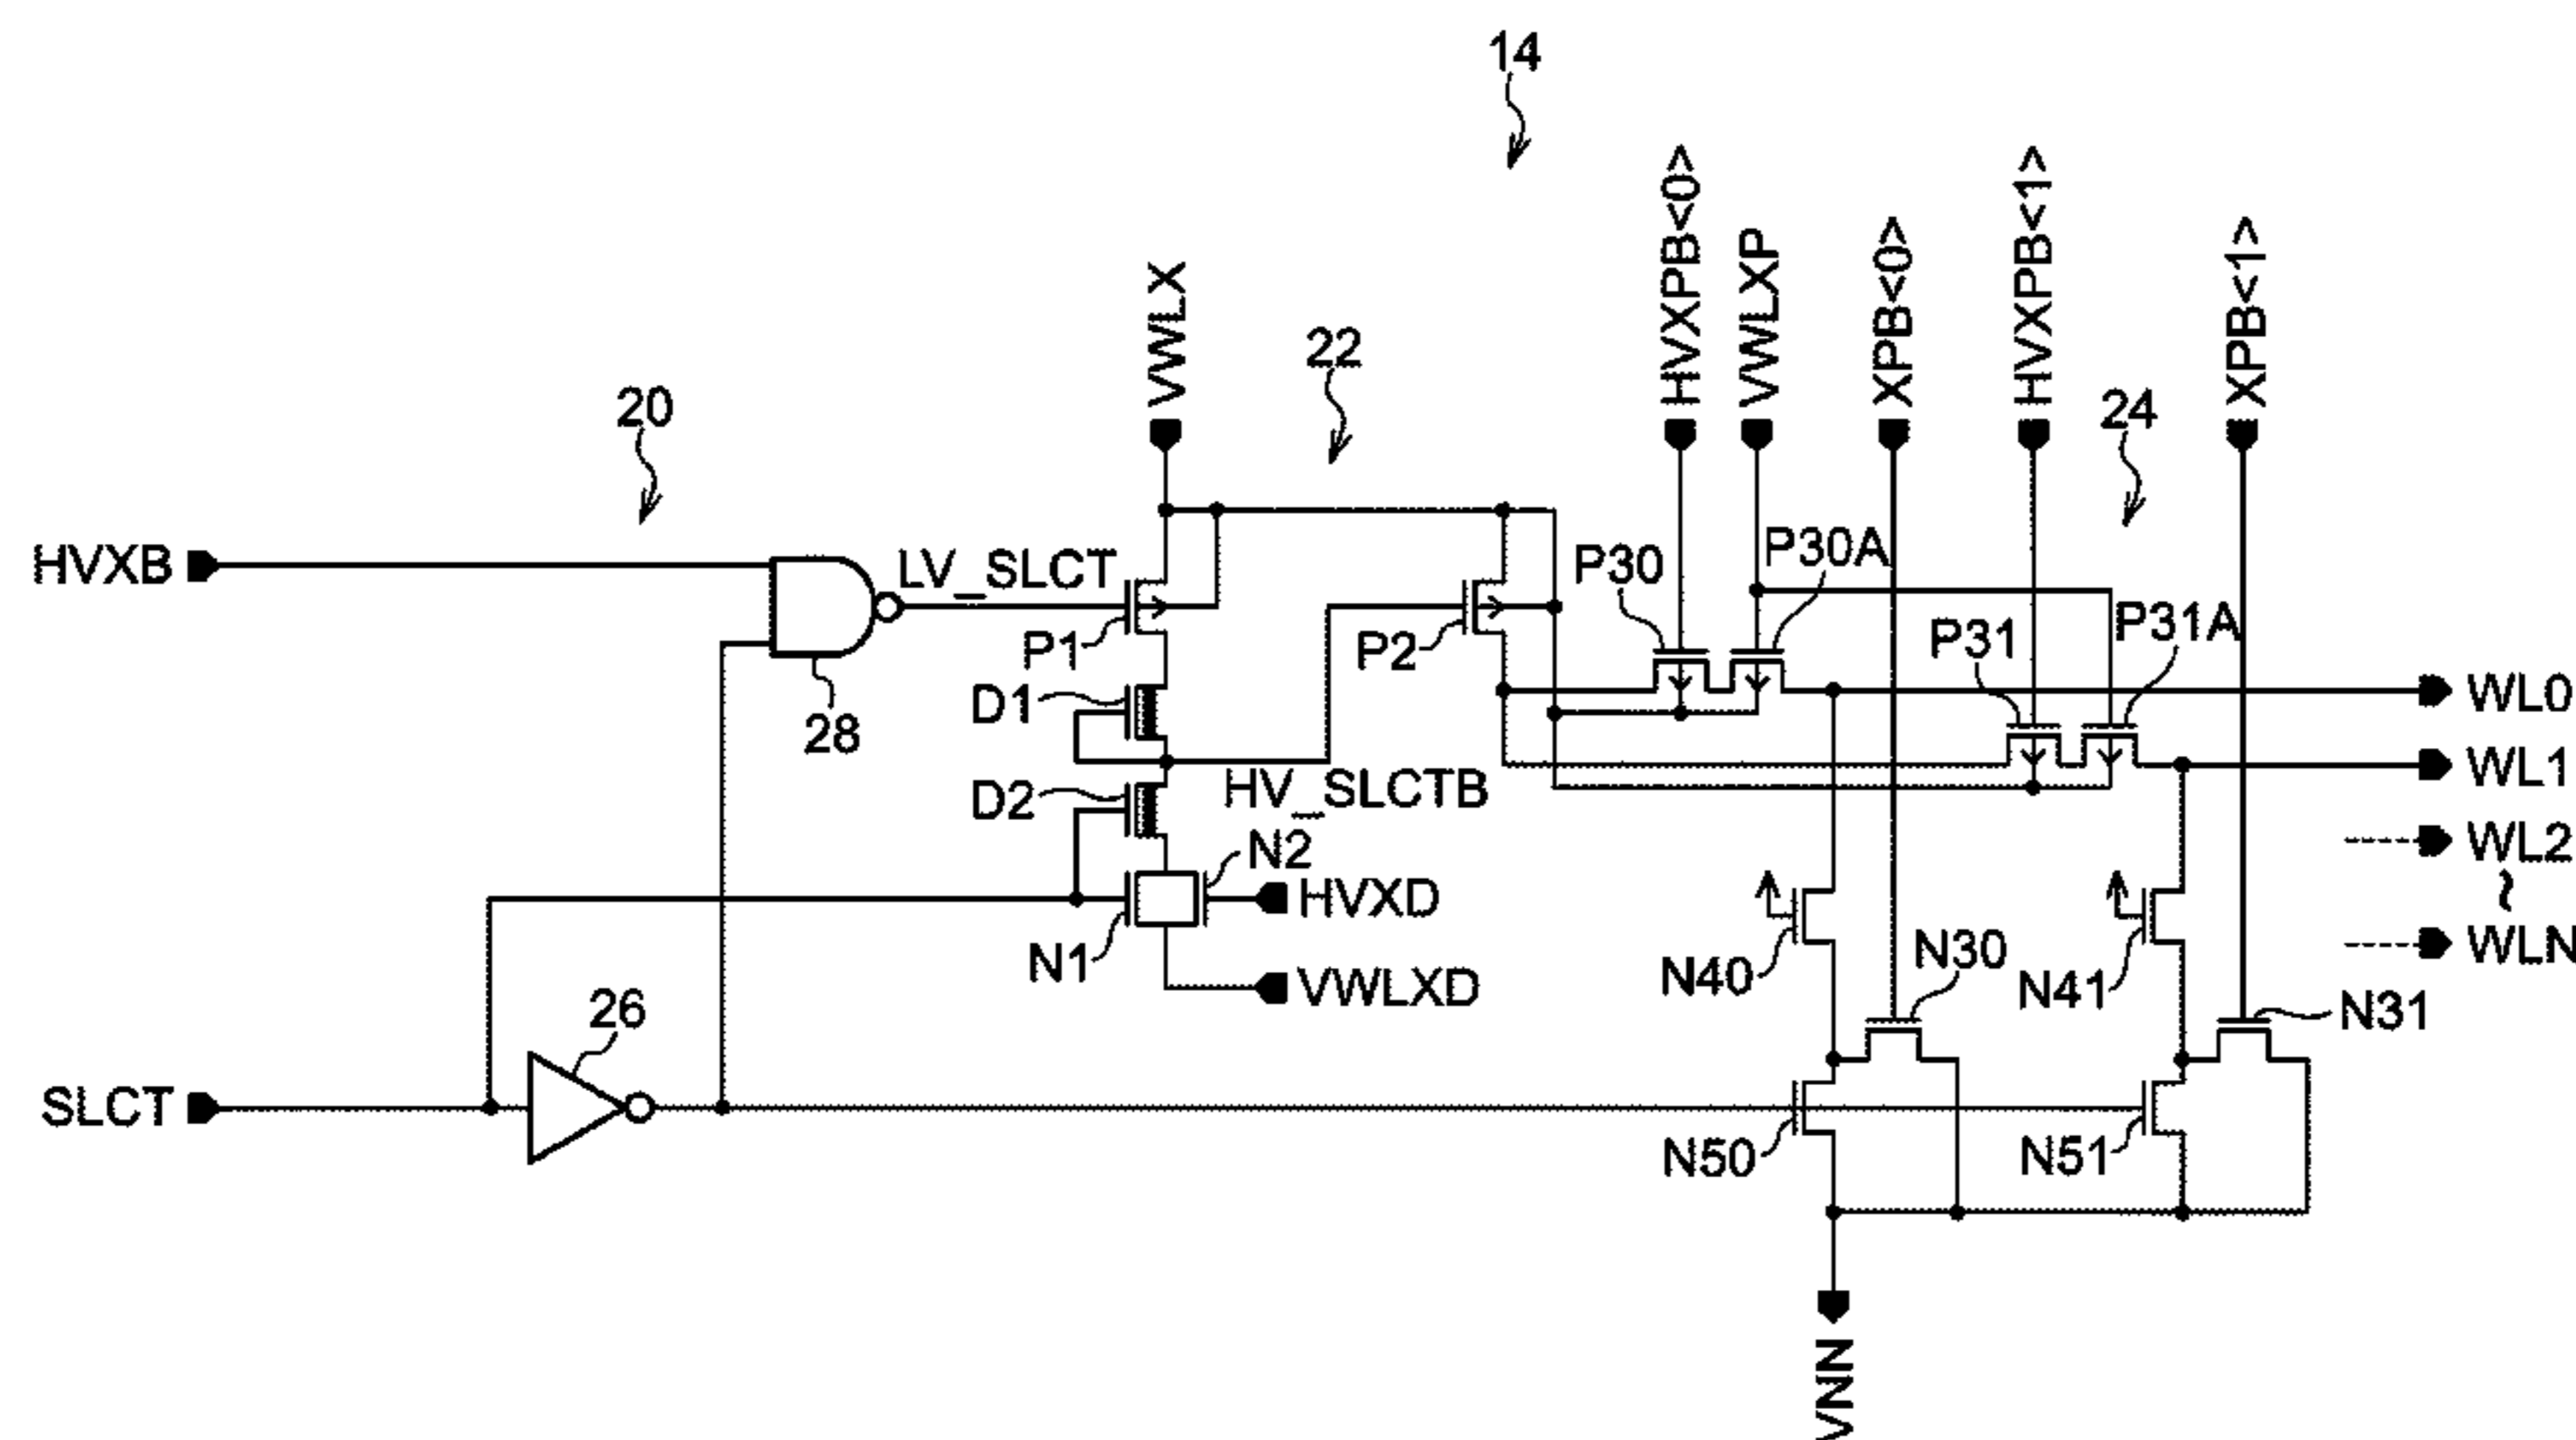 14
HVXPB<0>
VWLXP
XPB<0>
HVXPB<1>
XPB<1>
VWLX
22
20
24
HVXB
LV_SLCT
P1
28
P2
P30
P30A
P31
P31A
D1
D2
HV_SLCTB
WL0
WL1
WL2
~
WLN
N2
HVXD
N1
VWLXD
N40
N30
N41
N31
26
SLCT
N50
N51
VNN